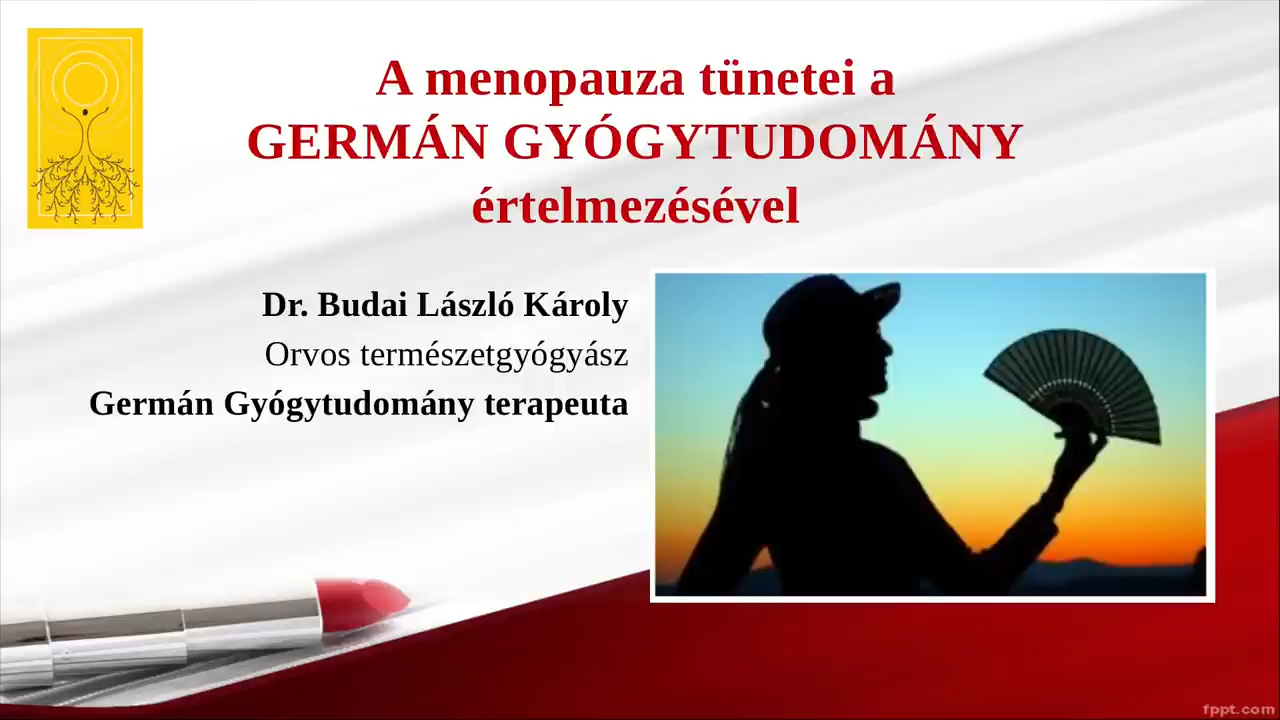 A menopauza tünetei a
GERMÁN GYÓGYTUDOMÁNY
értelmezésével
Dr. Budai László Károly
Orvos természetgyógyász
Germán Gyógytudomány terapeuta
fppt.com